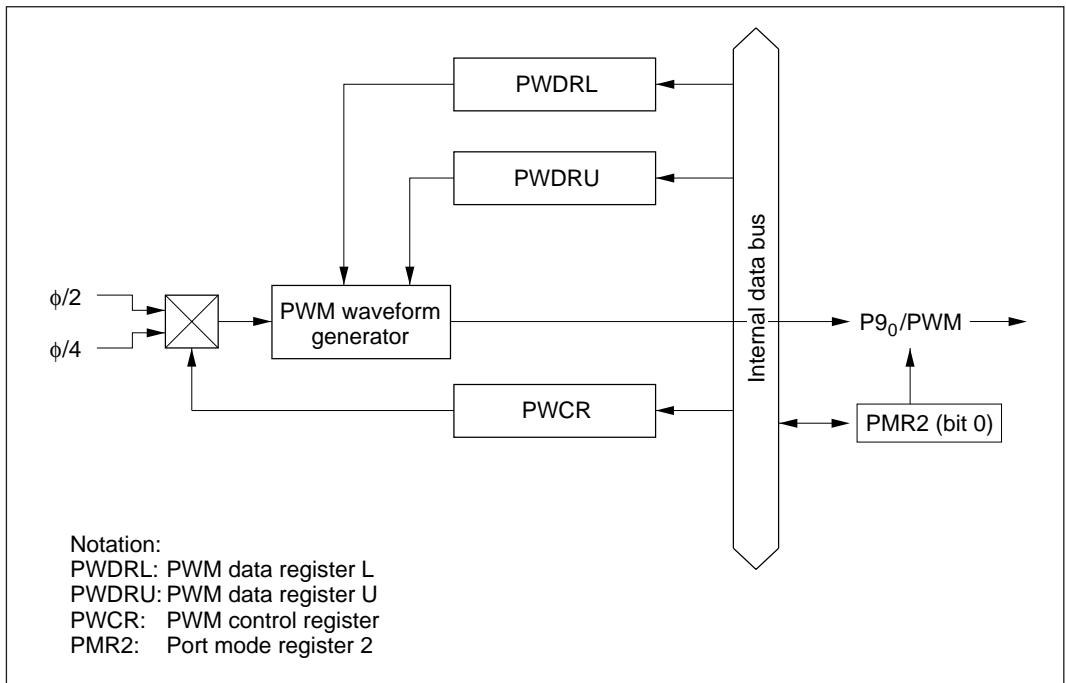 PWDRL
PWDRU
Internal data bus
ϕ/2
ϕ/4
PWM waveform
generator
P9₀/PWM
PWCR
PMR2 (bit 0)
Notation:
PWDRL: PWM data register L
PWDRU: PWM data register U
PWCR: PWM control register
PMR2: Port mode register 2